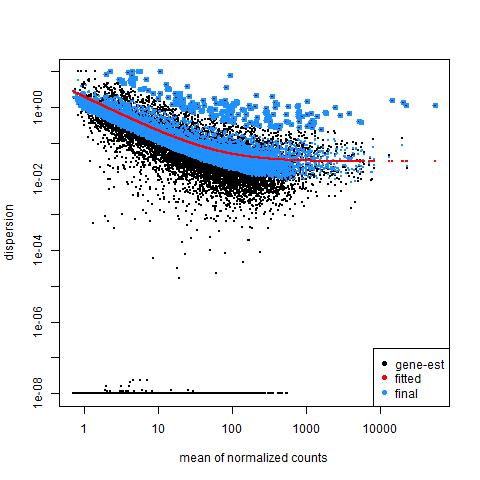 1e+00
1e-02
1e-04
1e-06
1e-08
dispersion
gene-est
fitted
final
1 10 100 1000 10000
mean of normalized counts